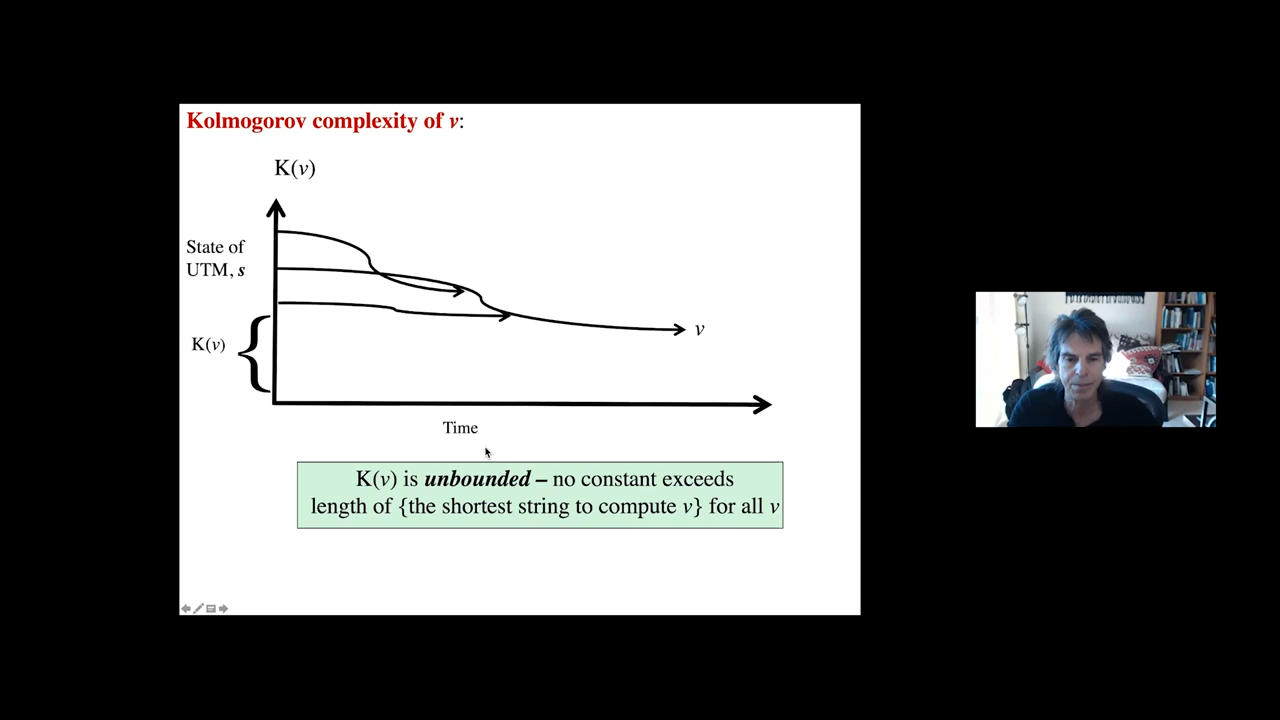 Kolmogorov complexity of v:
K(v)
State of
UTM, s
K(v)
v
Time
K(v) is unbounded – no constant exceeds
length of {the shortest string to compute v} for all v